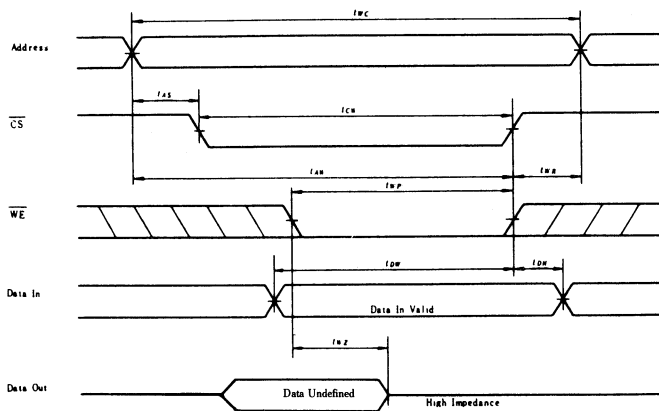 tWC
Address
tAS
tCW
CS
tAW
tWR
tWP
WE
tDW
tDH
Data In
Data In Valid
tWZ
Data Out
Data Undefined
High Impedance